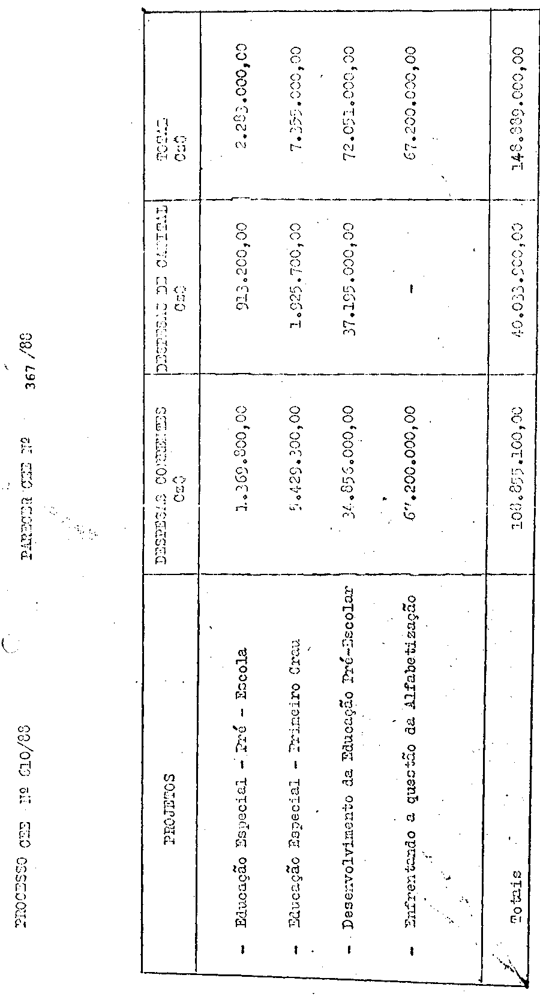 PROCESSO CEE Nº 610/88 PARECER CEE Nº 367/88
PROJETOS DESPESAS CORRENTES DESPESAS DE CAPITAL TOTAL
Cz$ Cz$ Cz$
- Educação Especial - Pré - Escola 1.369.800,00 913.200,00 2.283.000,00
- Educação Especial - Primeiro Grau 5.429.300,00 1.925.700,00 7.355.000,00
- Desenvolvimento da Educação Pré-Escolar 34.856.000,00 37.195.000,00 72.051.000,00
- Enfrentando a questão da Alfabetização 67.200.000,00 - 67.200.000,00
Totais 108.855.100,00 40.033.900,00 148.889.000,00